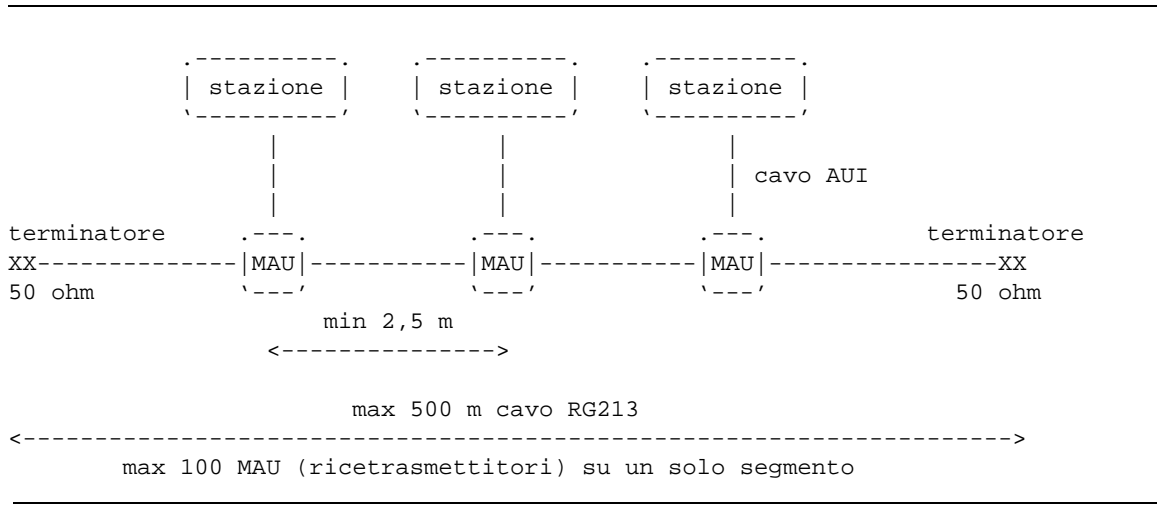 stazione stazione stazione
cavo AUI
terminatore terminatore
XX MAU MAU MAU XX
50 ohm 50 ohm
min 2,5 m
max 500 m cavo RG213
max 100 MAU (ricetrasmettitori) su un solo segmento